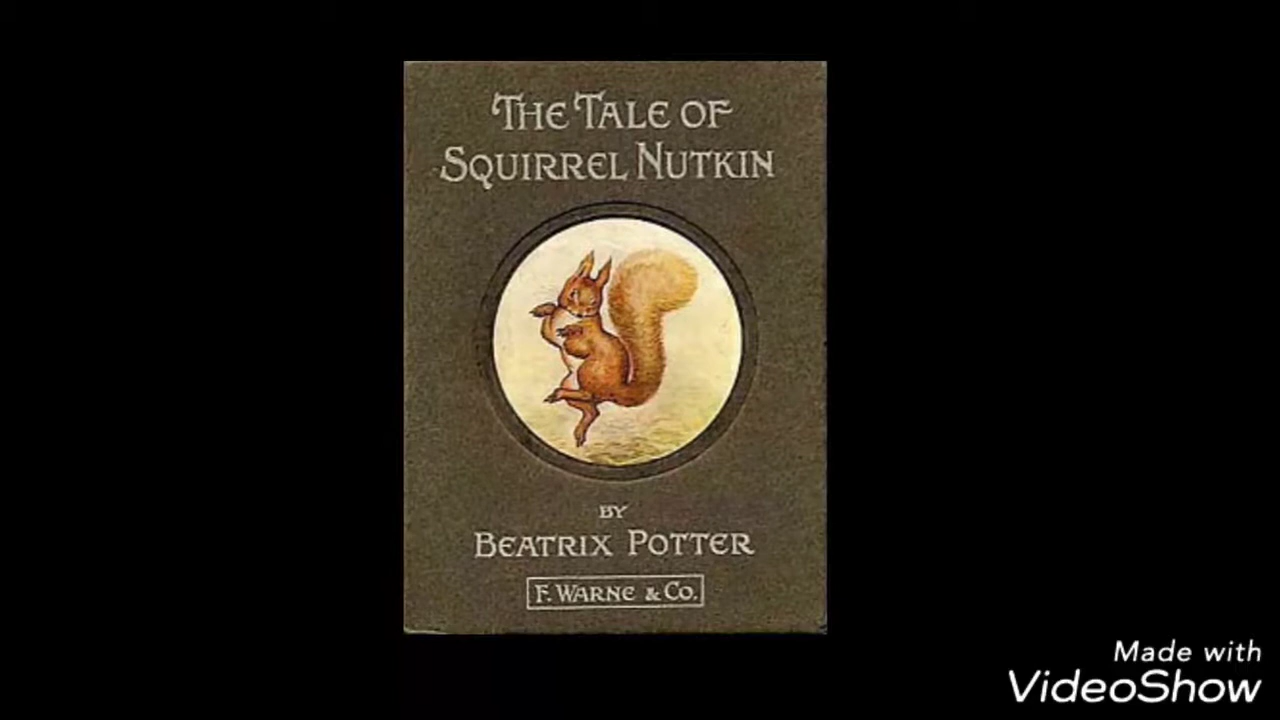 THE TALE OF
SQUIRREL NUTKIN
BY
BEATRIX POTTER
F. WARNE & CO.
Made with
VideoShow